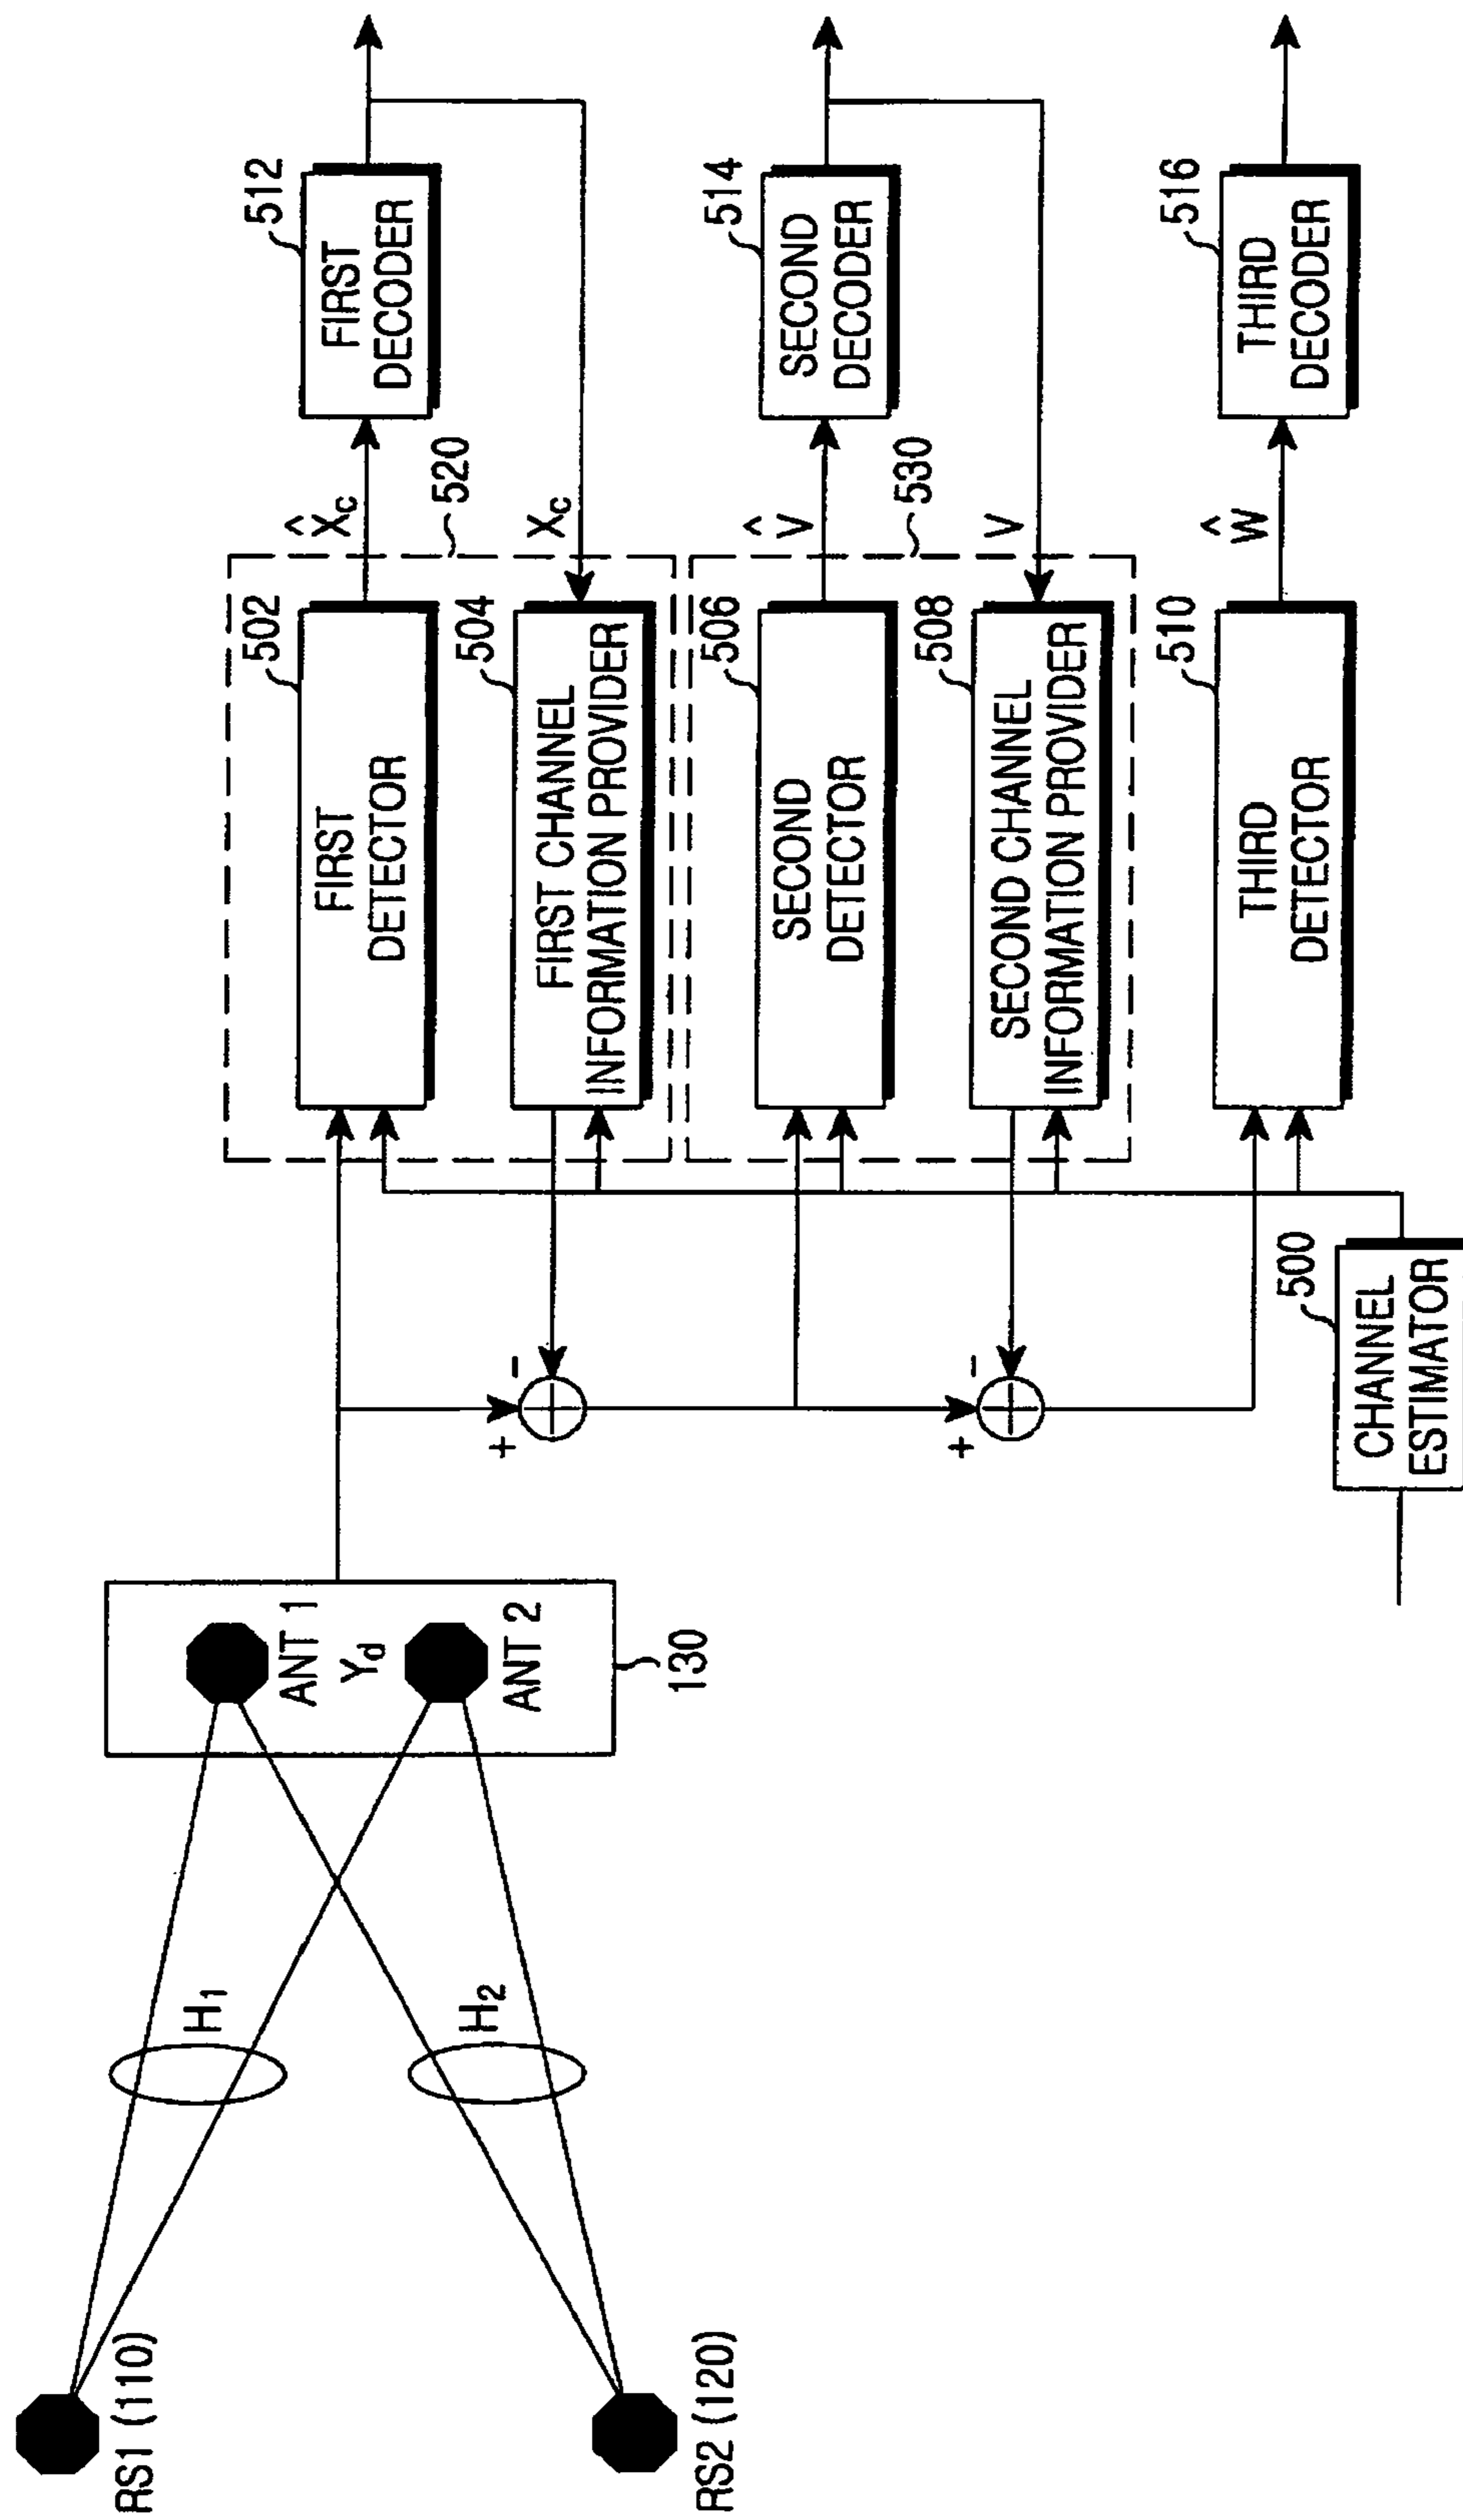 RS1 (110)
RS2 (120)
H1
H2
ANT 1
Yd
ANT 2
130
+
-
+
-
500
CHANNEL
ESTIMATOR
502
FIRST
DETECTOR
504
FIRST CHANNEL
INFORMATION PROVIDER
506
SECOND
DETECTOR
508
SECOND CHANNEL
INFORMATION PROVIDER
510
THIRD
DETECTOR
X̂c
520
Xc
V̂
530
V
Ŵ
512
FIRST
DECODER
514
SECOND
DECODER
516
THIRD
DECODER